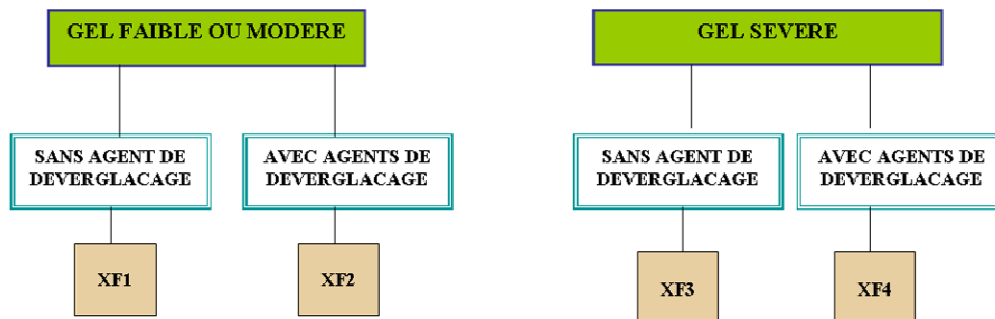 GEL FAIBLE OU MODERE
GEL SEVERE
SANS AGENT DE
DEVERGLACAGE
AVEC AGENTS DE
DEVERGLACAGE
SANS AGENT DE
DEVERGLACAGE
AVEC AGENTS DE
DEVERGLACAGE
XF1
XF2
XF3
XF4